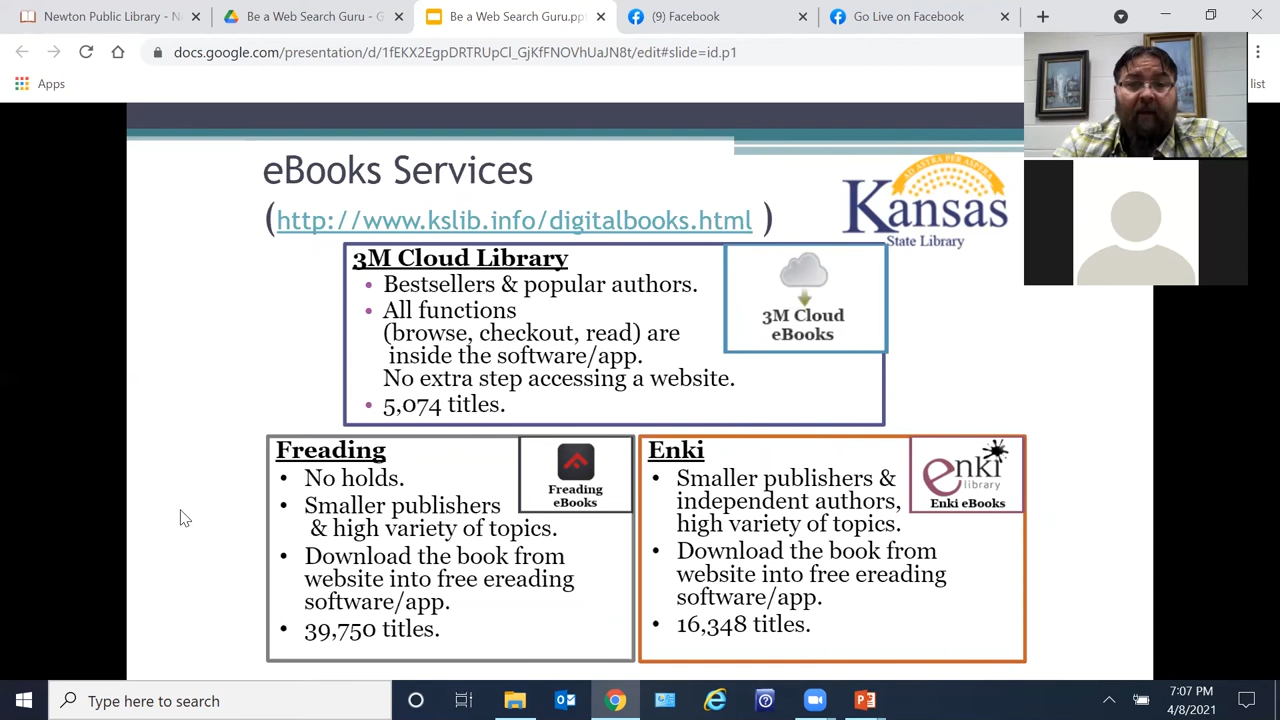 Newton Public Library - N
Be a Web Search Guru - G
Be a Web Search Guru.ppt
(9) Facebook
Go Live on Facebook
docs.google.com/presentation/d/1fEKX2EgpDRTRUpCl_GjKfFNOVhUaJN8t/edit#slide=id.p1
Apps
list
eBooks Services
(http://www.kslib.info/digitalbooks.html )
AD ASTRA PER ASPERA
Kansas
State Library
3M Cloud Library
• Bestsellers & popular authors.
• All functions
(browse, checkout, read) are
inside the software/app.
No extra step accessing a website.
• 5,074 titles.
3M Cloud
eBooks
Freading
• No holds.
• Smaller publishers
& high variety of topics.
• Download the book from
website into free ereading
software/app.
• 39,750 titles.
Freading
eBooks
Enki
• Smaller publishers &
independent authors,
high variety of topics.
• Download the book from
website into free ereading
software/app.
• 16,348 titles.
enki
library
Enki eBooks
Type here to search
7:07 PM
4/8/2021